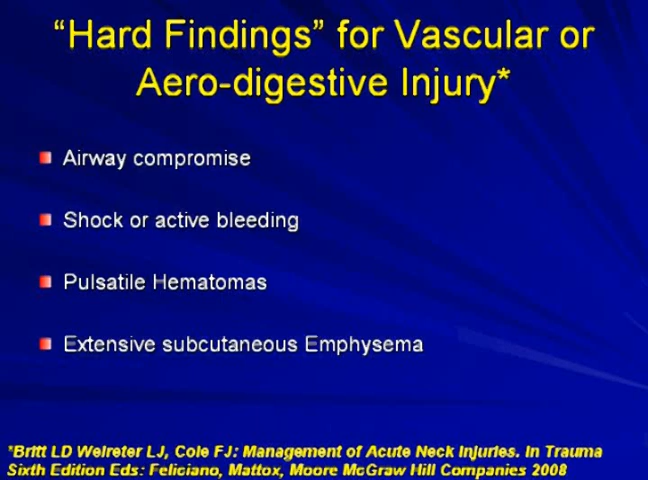 “Hard Findings” for Vascular or
Aero-digestive Injury*
Airway compromise
Shock or active bleeding
Pulsatile Hematomas
Extensive subcutaneous Emphysema
*Britt LD Welreter LJ, Cole FJ: Management of Acute Neck Injuries. In Trauma
Sixth Edition Eds: Feliciano, Mattox, Moore McGraw Hill Companies 2008